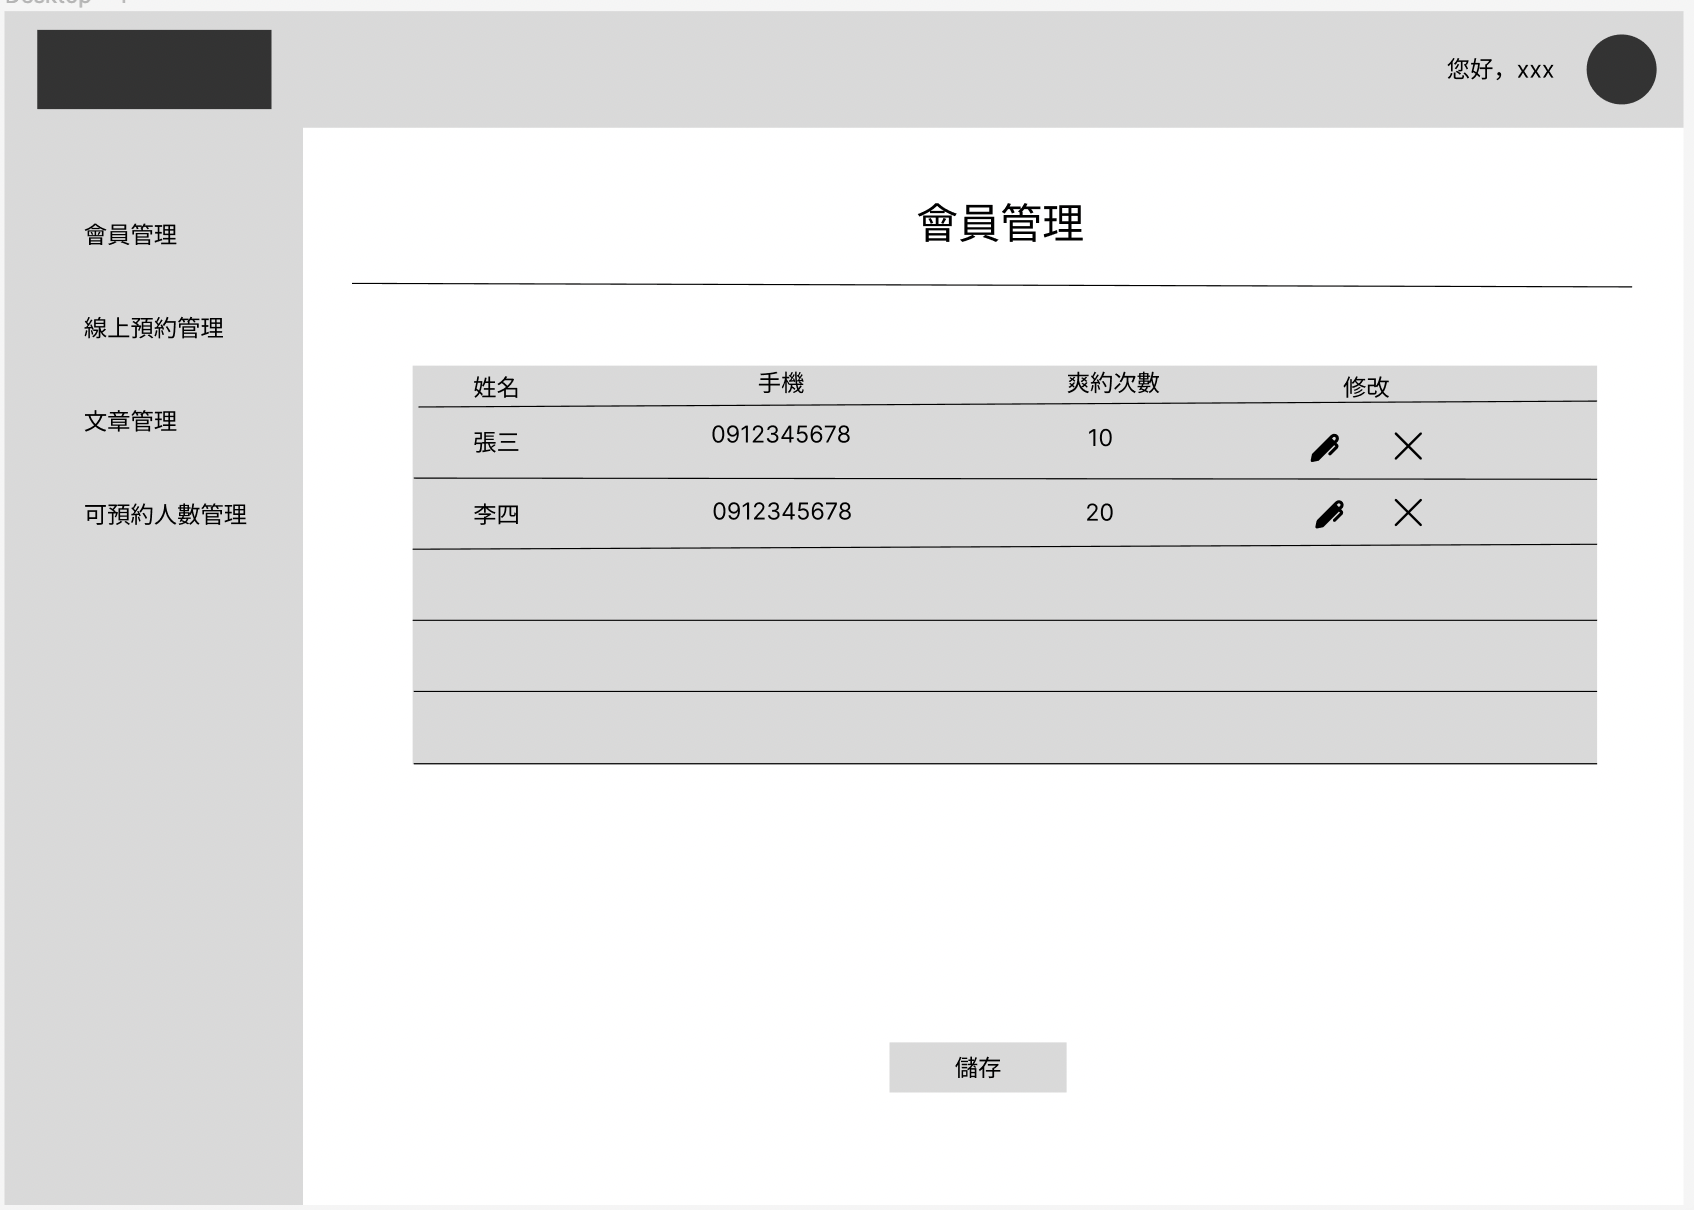 您好，xxx
會員管理
線上預約管理
文章管理
可預約人數管理
會員管理
姓名 手機 爽約次數 修改
張三 0912345678 10
李四 0912345678 20
儲存